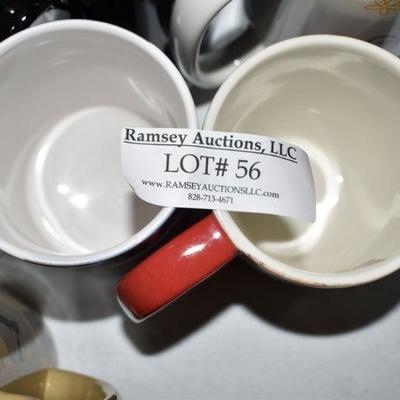 Ramsey Auctions, LLC
LOT# 56
www.RAMSEYAUCTIONSLLC.com
828-713-4671